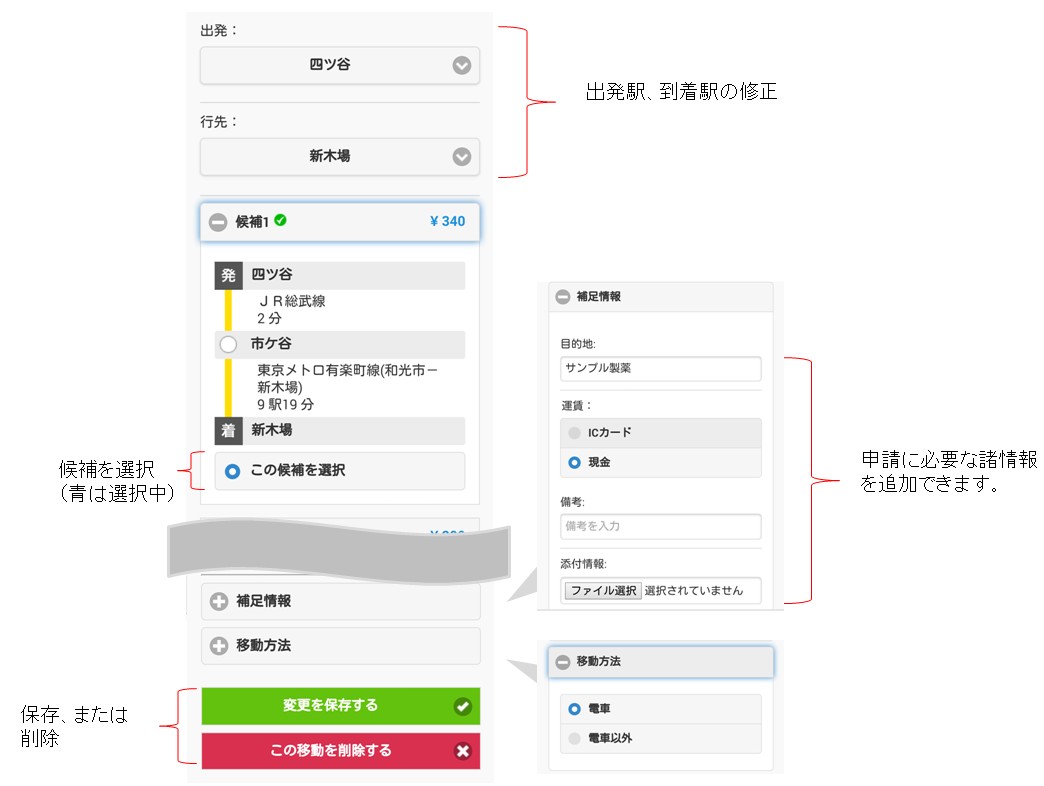 出発：
四ツ谷
出発駅、到着駅の修正
行先：
新木場
候補1
¥ 340
発 四ツ谷
ＪＲ総武線
2 分
市ケ谷
東京メトロ有楽町線(和光市－
新木場)
9 駅19 分
着 新木場
この候補を選択
候補を選択
（青は選択中）
補足情報
移動方法
変更を保存する
この移動を削除する
保存、または
削除
補足情報
目的地:
サンプル製薬
運賃：
ICカード
現金
備考:
備考を入力
添付情報:
ファイル選択 選択されていません
申請に必要な諸情報
を追加できます。
移動方法
電車
電車以外